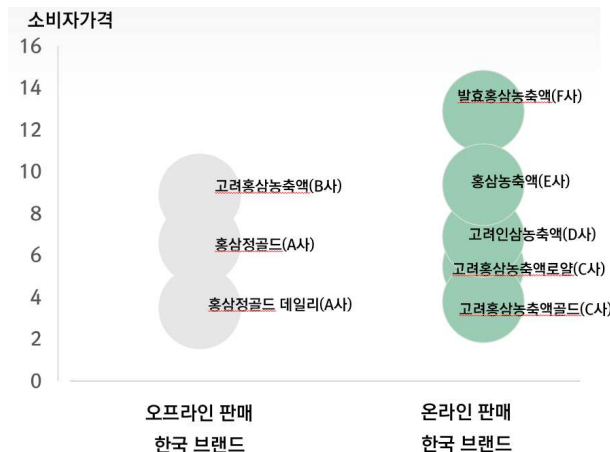 소비자가격
16
14
12
10
8
6
4
2
0
고려홍삼농축액(B사)
홍삼정골드(A사)
홍삼정골드 데일리(A사)
발효홍삼농축액(F사)
홍삼농축액(E사)
고려인삼농축액(D사)
고려홍삼농축액로얄(C사)
고려홍삼농축액골드(C사)
오프라인 판매
한국 브랜드
온라인 판매
한국 브랜드